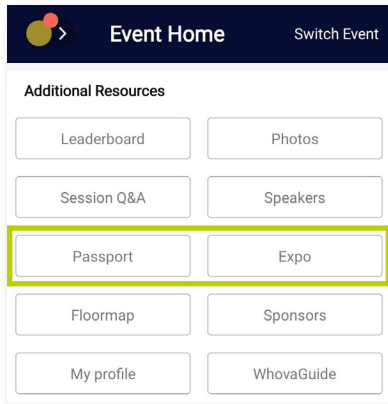 Event Home Switch Event
Additional Resources
Leaderboard Photos
Session Q&A Speakers
Passport Expo
Floormap Sponsors
My profile WhovaGuide